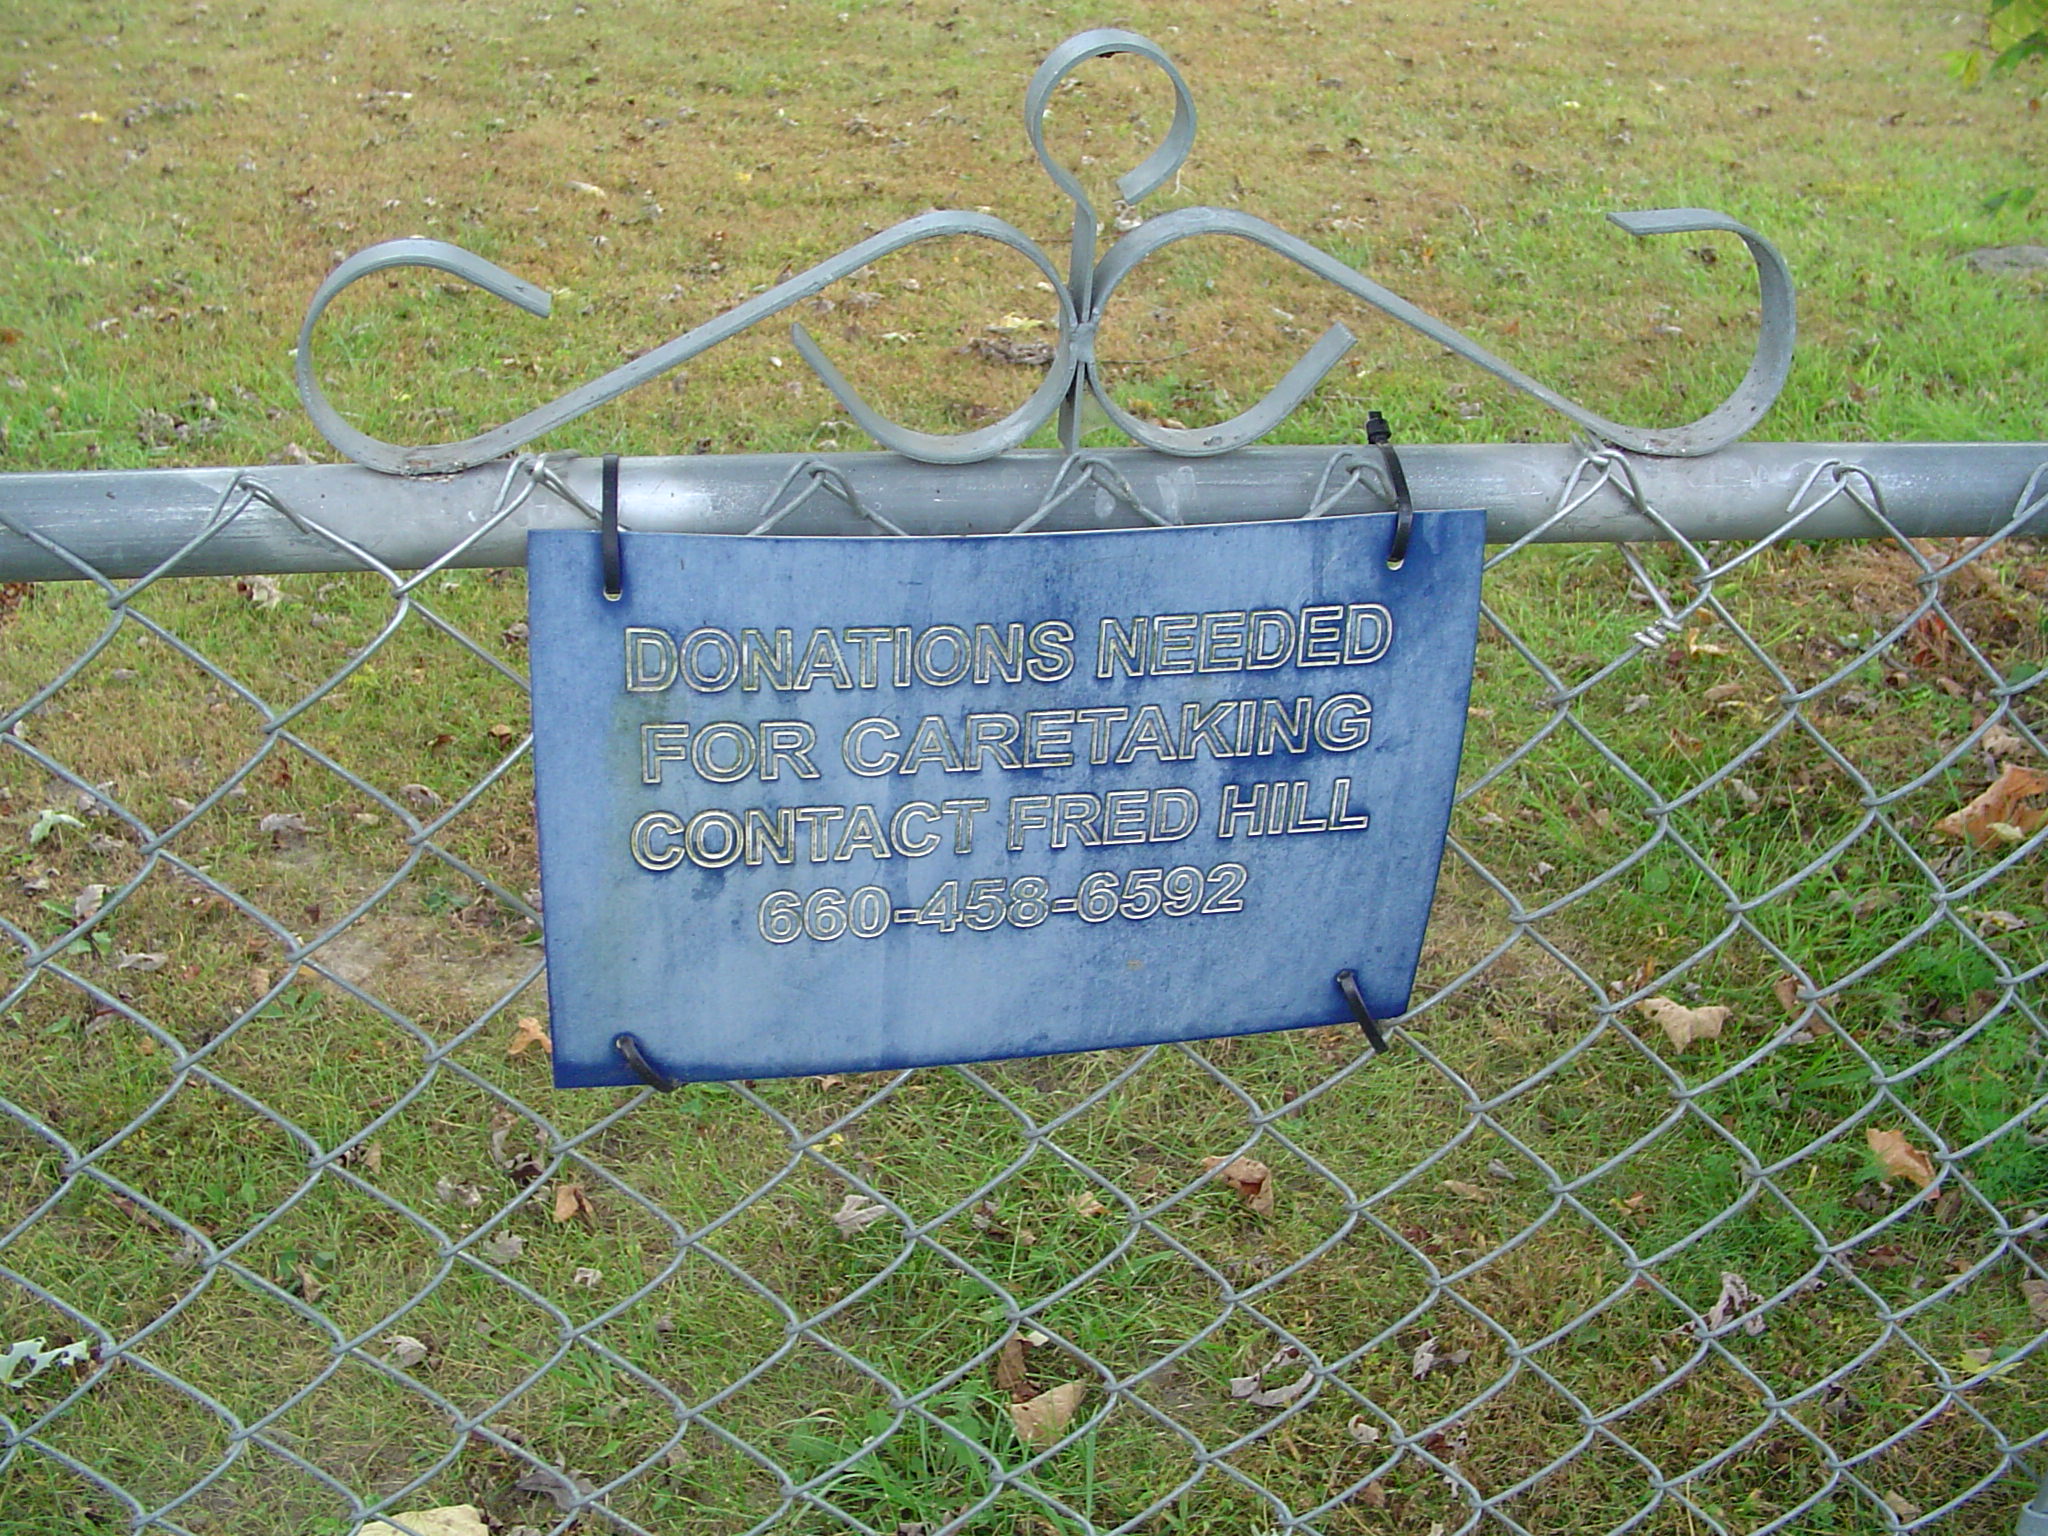 DONATIONS NEEDED
FOR CARETAKING
CONTACT FRED HILL
660-458-6592